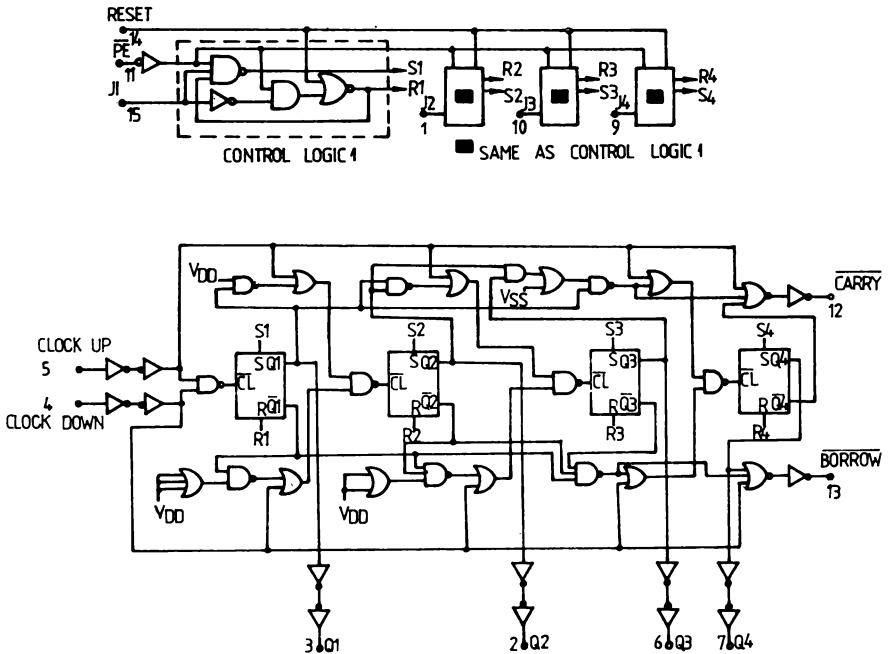 RESET
14
PE
11
J1
15
S1
R1
J2
1
R2
S2
J3
10
R3
S3
J4
9
R4
S4
CONTROL LOGIC 1
SAME AS CONTROL LOGIC 1
VDD
VSS
CARRY
12
CLOCK UP
5
4
CLOCK DOWN
S1
S Q1
CL
R Q1
R1
S2
S Q2
CL
R Q2
R2
S3
S Q3
CL
R Q3
R3
S4
S Q4
CL
R Q4
R4
VDD
VDD
BORROW
13
3 Q1
2 Q2
6 Q3
7 Q4